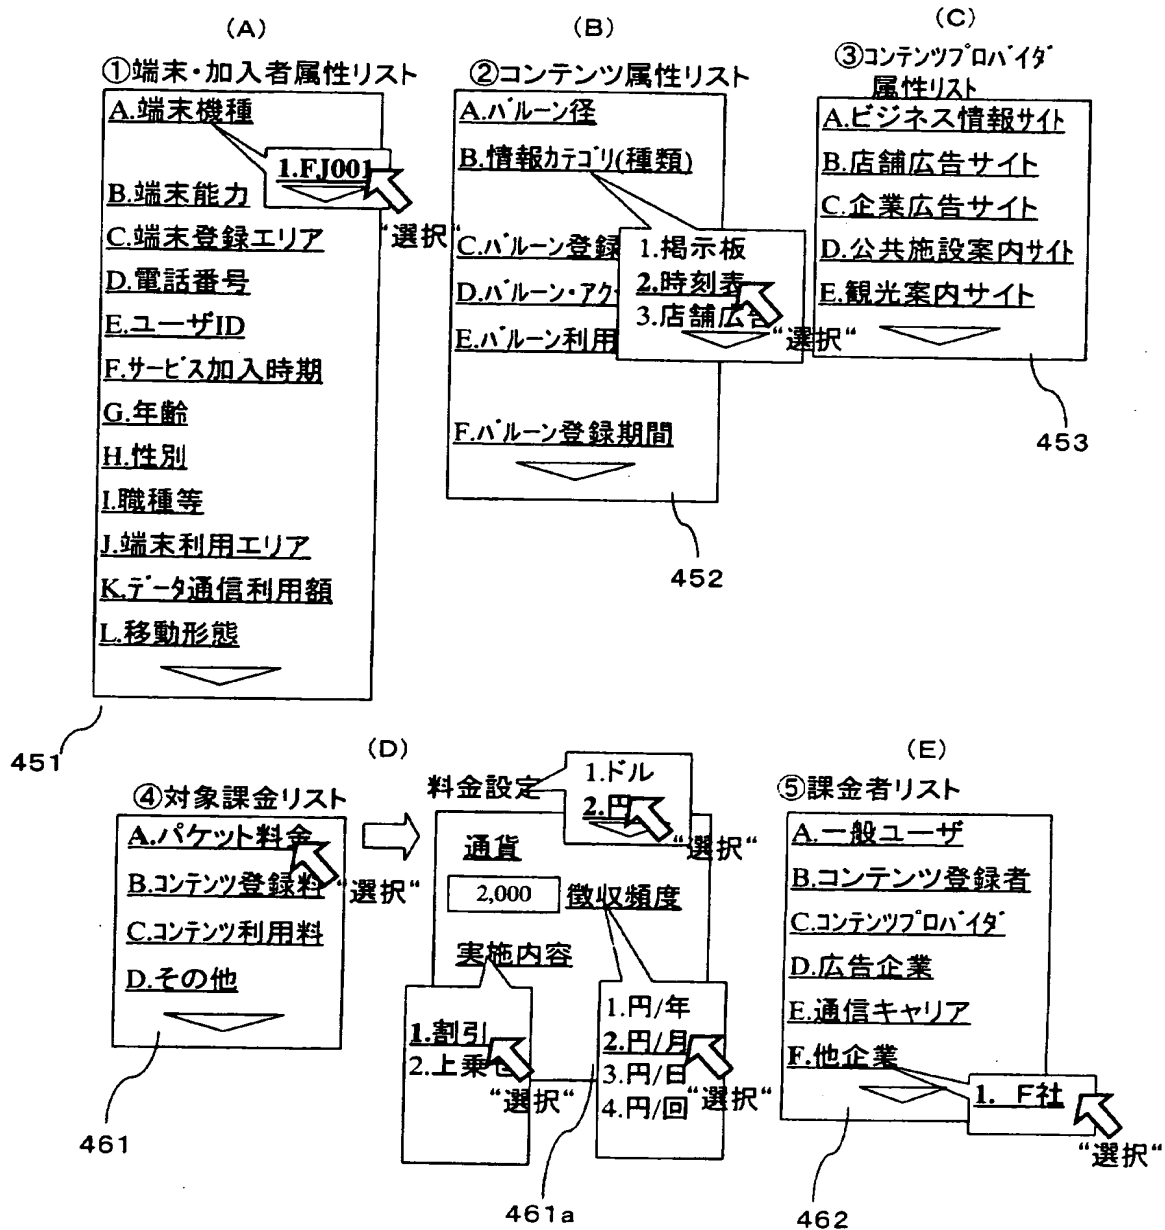 (A)
①端末・加入者属性リスト
A.端末機種
1.FJ001
“選択“
B.端末能力
C.端末登録エリア
D.電話番号
E.ユーザID
F.サービス加入時期
G.年齢
H.性別
I.職種等
J.端末利用エリア
K.データ通信利用額
L.移動形態
451
(B)
②コンテンツ属性リスト
A.バルーン径
B.情報カテゴリ(種類)
C.バルーン登録
D.バルーン・アク
E.バルーン利用
1.掲示板
2.時刻表
3.店舗広告
“選択“
F.バルーン登録期間
452
(C)
③コンテンツプロバイダ
属性リスト
A.ビジネス情報サイト
B.店舗広告サイト
C.企業広告サイト
D.公共施設案内サイト
E.観光案内サイト
453
(D)
④対象課金リスト
A.パケット料金
B.コンテンツ登録料
“選択“
C.コンテンツ利用料
D.その他
461
料金設定
1.ドル
2.円
“選択“
通貨
2,000 徴収頻度
実施内容
1.割引
2.上乗せ
“選択“
1.円/年
2.円/月
3.円/日
4.円/回
“選択“
461a
(E)
⑤課金者リスト
A.一般ユーザ
B.コンテンツ登録者
C.コンテンツプロバイダ
D.広告企業
E.通信キャリア
F.他企業
1. F社
“選択“
462